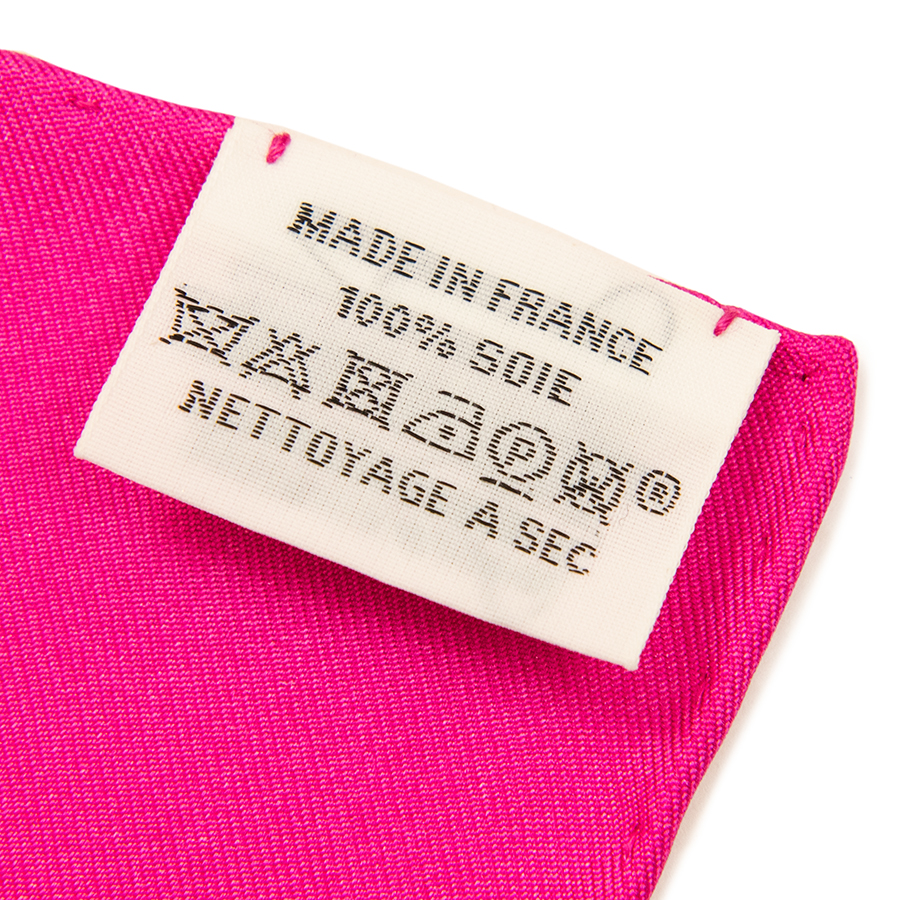 MADE IN FRANCE
100% SOIE
P ®
NETTOYAGE A SEC